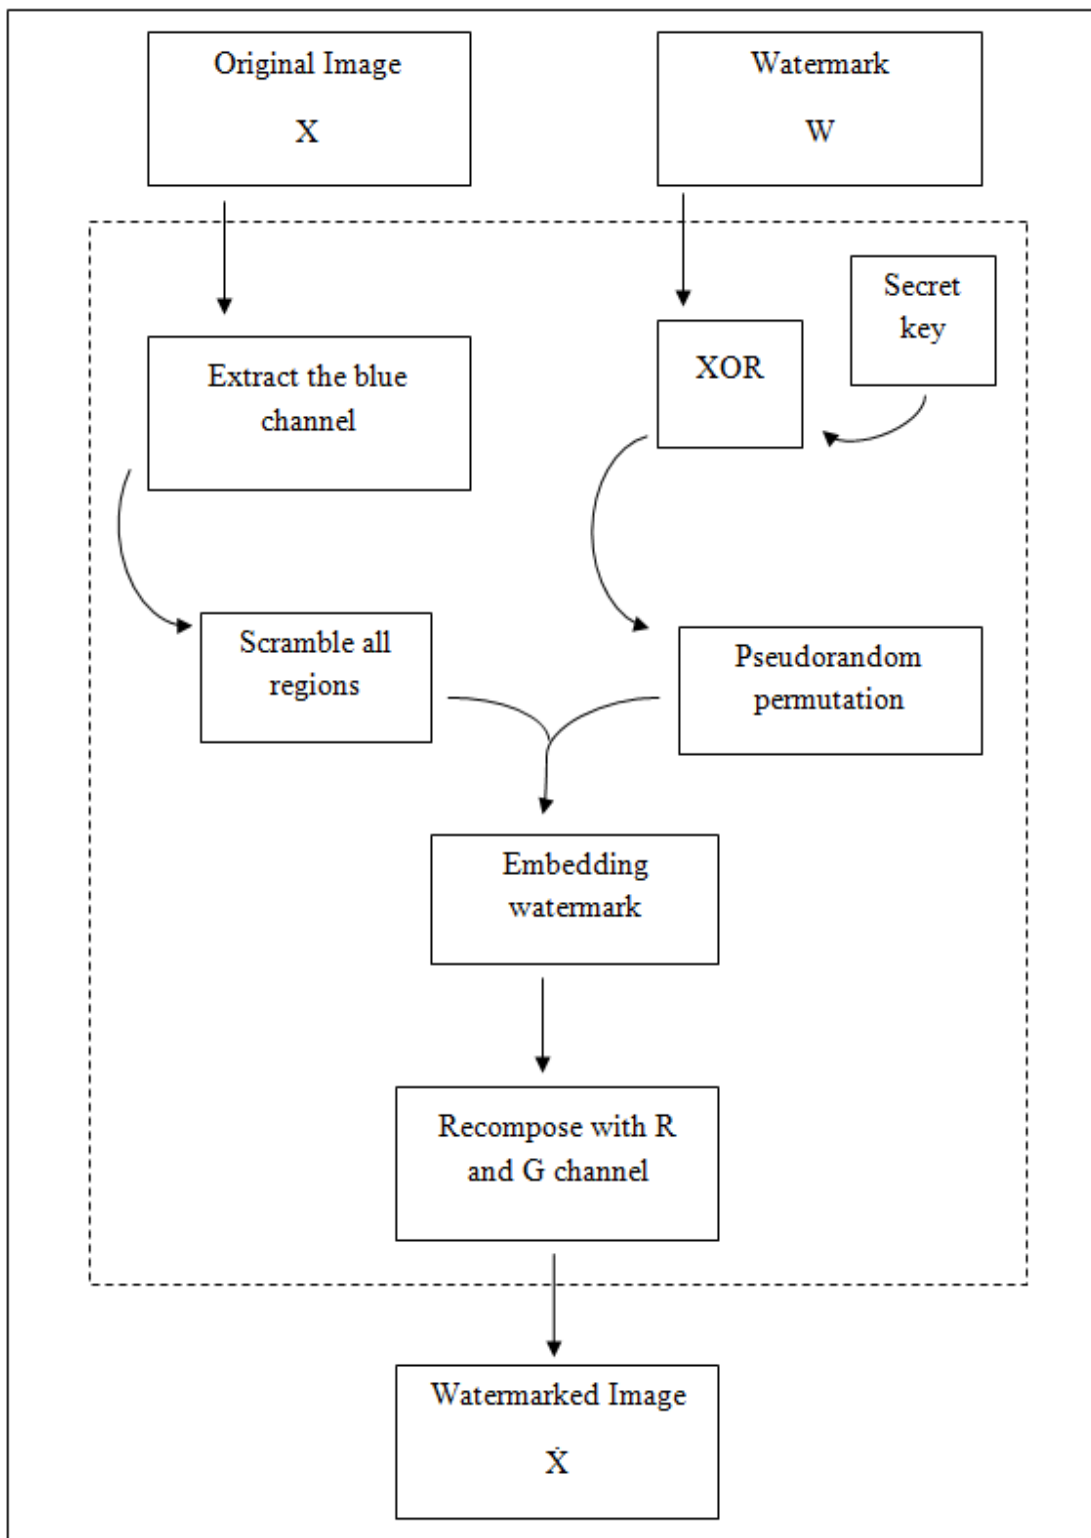 Original Image
X
Watermark
W
Secret
key
XOR
Extract the blue
channel
Scramble all
regions
Pseudorandom
permutation
Embedding
watermark
Recompose with R
and G channel
Watermarked Image
Ẋ